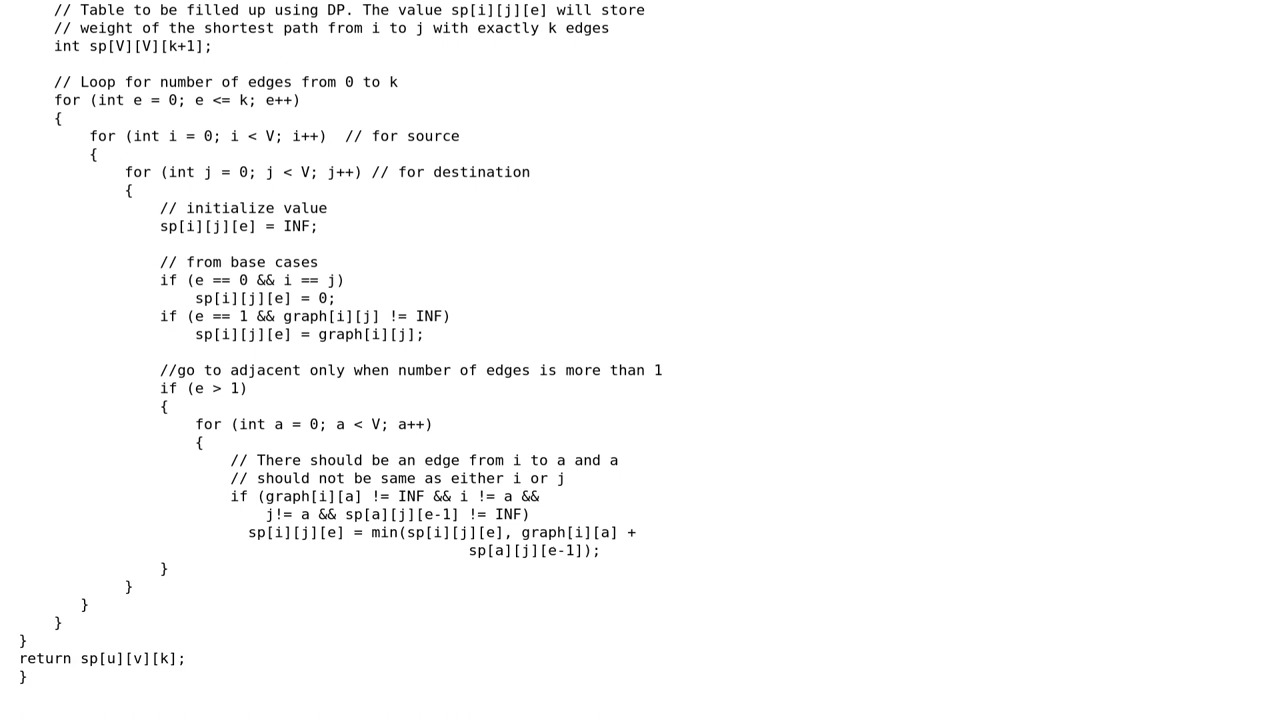 // Table to be filled up using DP. The value sp[i][j][e] will store
// weight of the shortest path from i to j with exactly k edges
int sp[V][V][k+1];
// Loop for number of edges from 0 to k
for (int e = 0; e <= k; e++)
{
for (int i = 0; i < V; i++)  // for source
{
for (int j = 0; j < V; j++) // for destination
{
// initialize value
sp[i][j][e] = INF;
// from base cases
if (e == 0 && i == j)
sp[i][j][e] = 0;
if (e == 1 && graph[i][j] != INF)
sp[i][j][e] = graph[i][j];
//go to adjacent only when number of edges is more than 1
if (e > 1)
{
for (int a = 0; a < V; a++)
{
// There should be an edge from i to a and a
// should not be same as either i or j
if (graph[i][a] != INF && i != a &&
j!= a && sp[a][j][e-1] != INF)
sp[i][j][e] = min(sp[i][j][e], graph[i][a] +
sp[a][j][e-1]);
}
}
}
}
}
return sp[u][v][k];
}